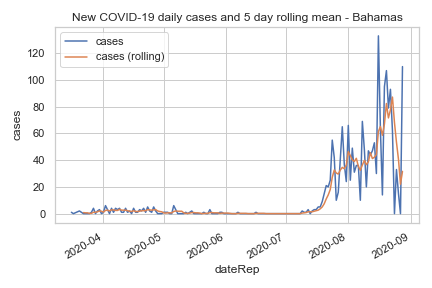 New COVID-19 daily cases and 5 day rolling mean - Bahamas
cases
cases (rolling)
120
100
80
60
40
20
0
cases
2020-04
2020-05
2020-06
2020-07
2020-08
2020-09
dateRep